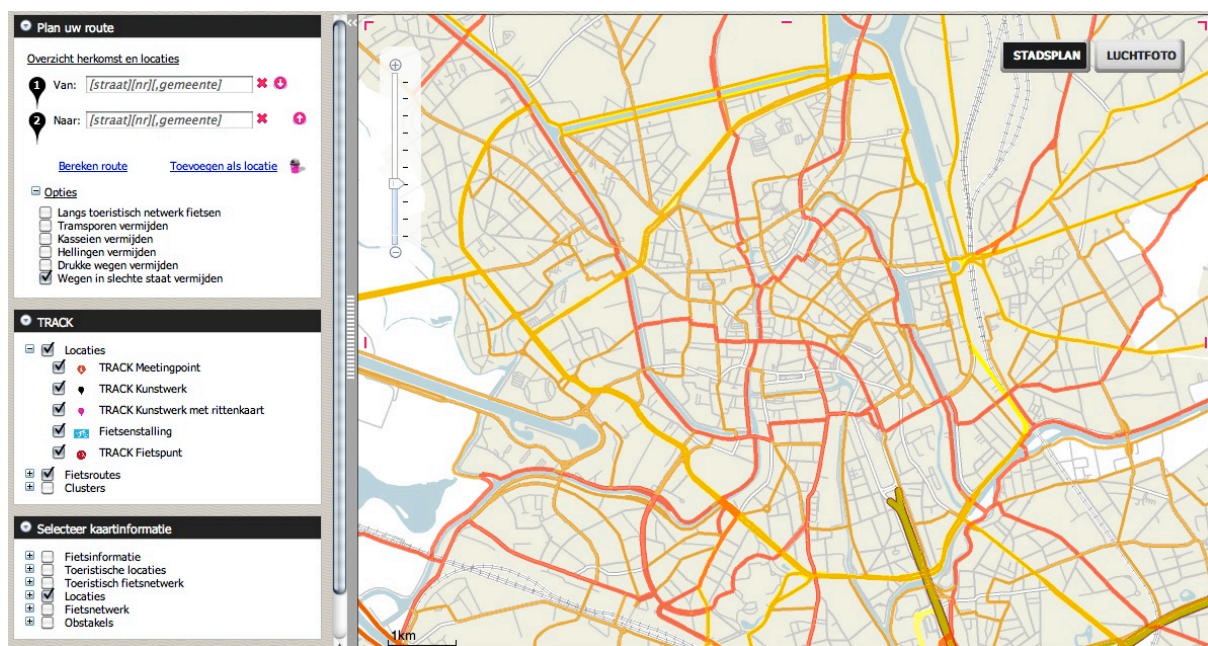 Plan uw route
Overzicht herkomst en locaties
1 Van: [straat][nr][,gemeente]
2 Naar: [straat][nr][,gemeente]
Bereken route Toevoegen als locatie
Opties
Langs toeristisch netwerk fietsen
Tramsporen vermijden
Kasseien vermijden
Hellingen vermijden
Drukke wegen vermijden
Wegen in slechte staat vermijden
TRACK
Locaties
TRACK Meetingpoint
TRACK Kunstwerk
TRACK Kunstwerk met rittenkaart
Fietsenstalling
TRACK Fietspunt
Fietsroutes
Clusters
Selecteer kaartinformatie
Fietsinformatie
Toeristische locaties
Toeristisch fietsnetwerk
Locaties
Fietsnetwerk
Obstakels
STADSPLAN LUCHTFOTO
1km